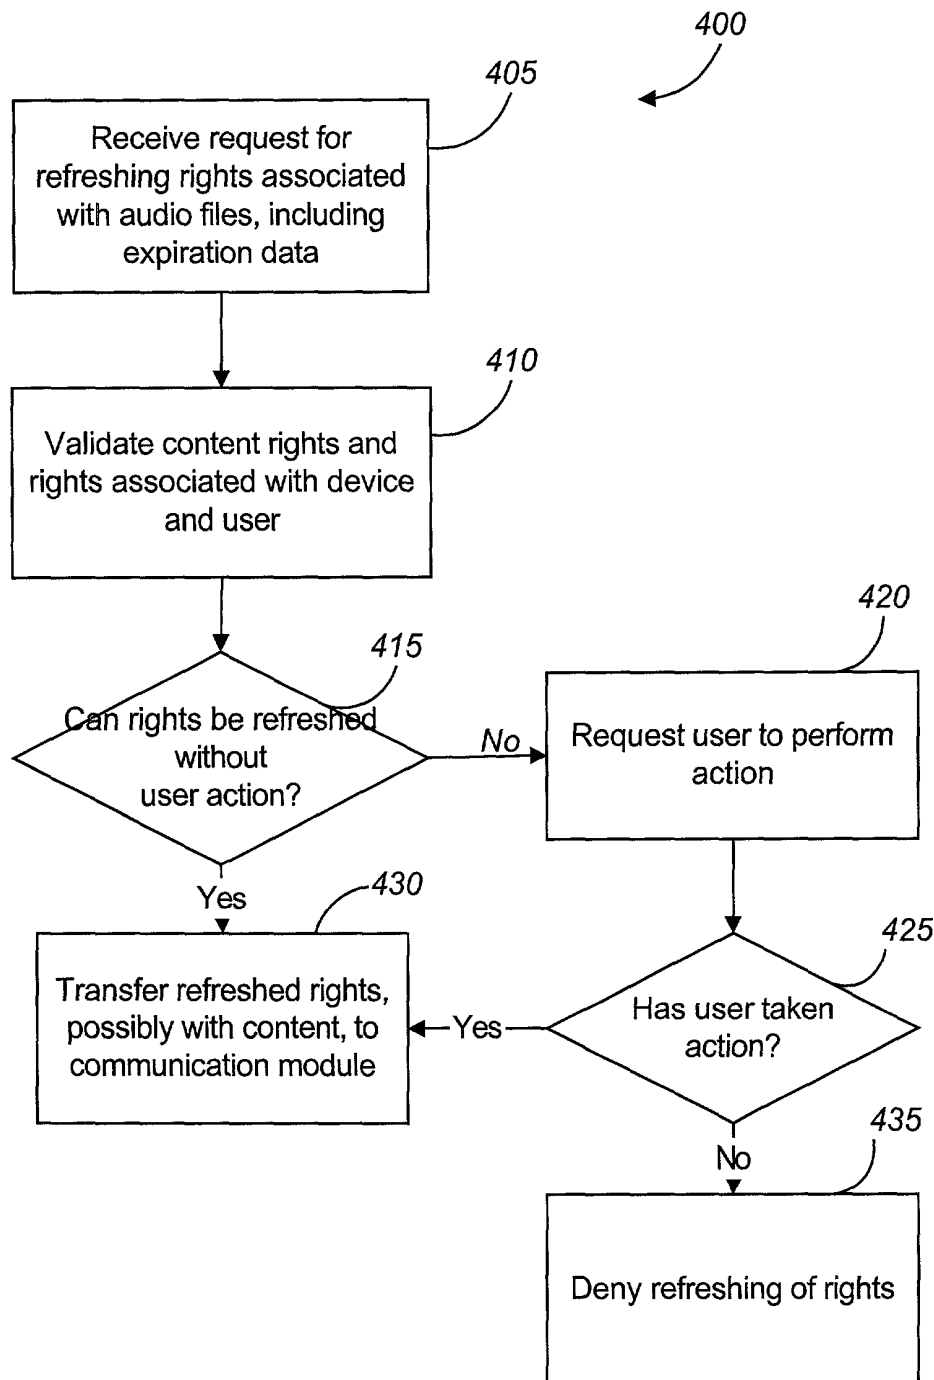 400
405
Receive request for
refreshing rights associated
with audio files, including
expiration data
410
Validate content rights and
rights associated with device
and user
415
Can rights be refreshed
without
user action?
No
420
Request user to perform
action
Yes
430
Transfer refreshed rights,
possibly with content, to
communication module
425
Has user taken
action?
Yes
No
435
Deny refreshing of rights